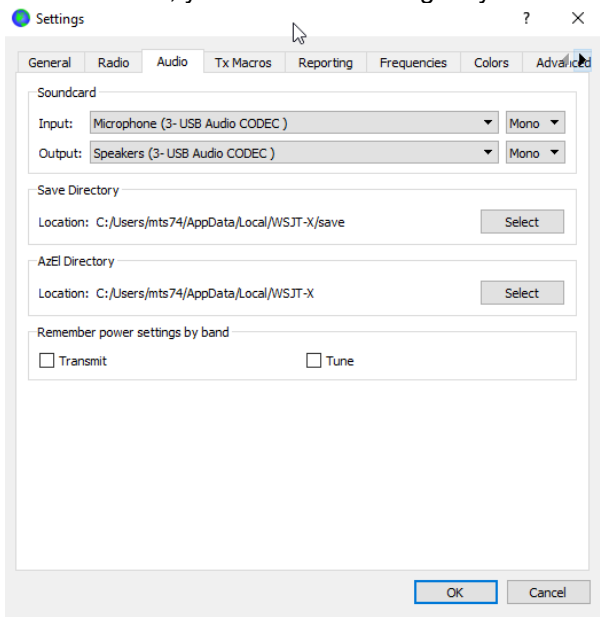 Settings
General Radio Audio Tx Macros Reporting Frequencies Colors Advanced
Soundcard
Input: Microphone (3- USB Audio CODEC ) Mono
Output: Speakers (3- USB Audio CODEC ) Mono
Save Directory
Location: C:/Users/mts74/AppData/Local/WSJT-X/save Select
AzEl Directory
Location: C:/Users/mts74/AppData/Local/WSJT-X Select
Remember power settings by band
Transmit Tune
OK Cancel